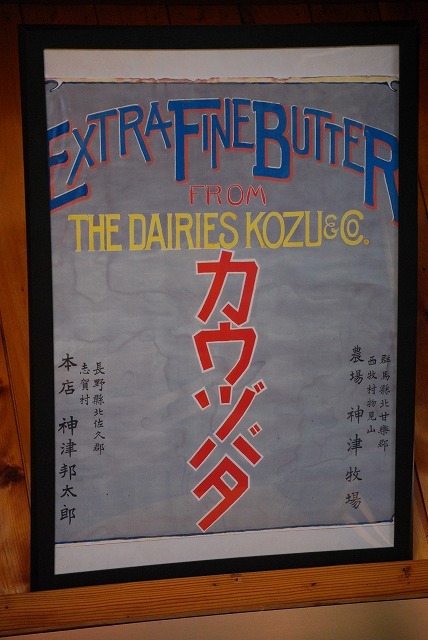 EXTRA FINE BUTTER
FROM
THE DAIRIES KOZU & CO.
カウヅバタ
群馬縣北甘樂郡
西牧村物見山
農場 神津牧場
長野縣北佐久郡
志賀村
本店 神津邦太郎